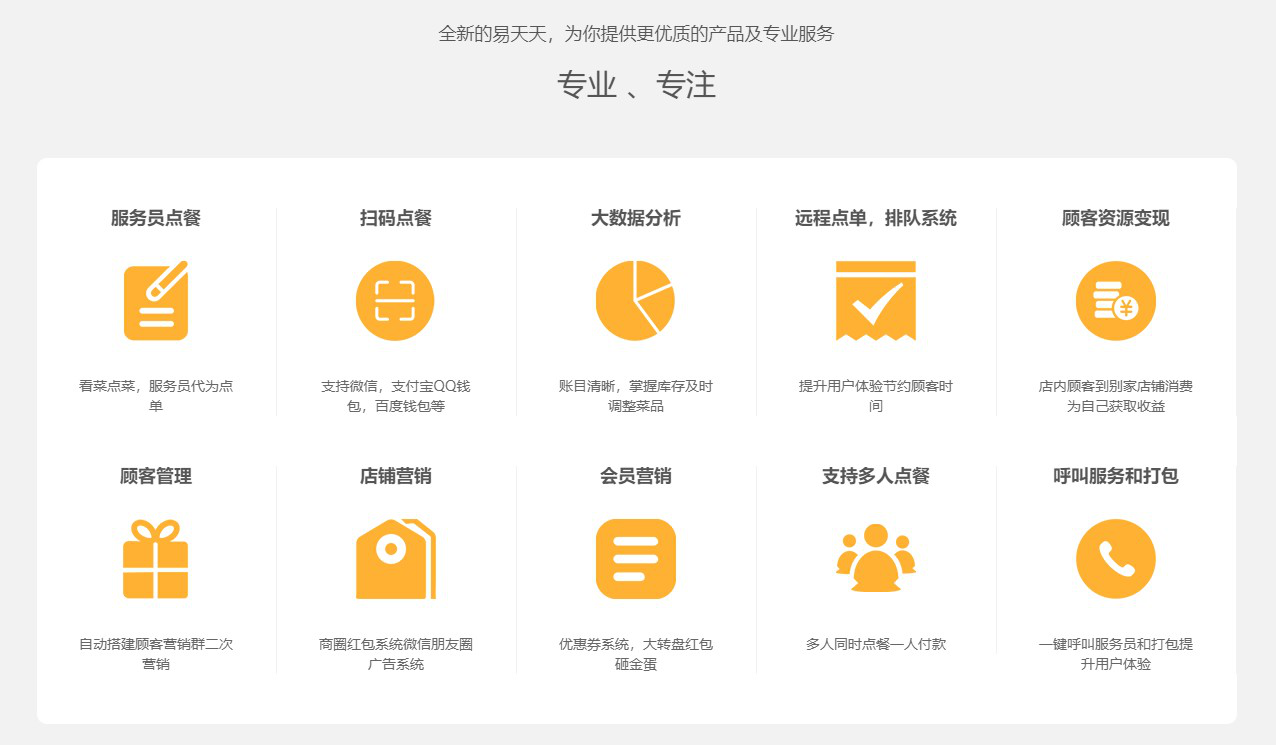 全新的易天天，为你提供更优质的产品及专业服务
专业 、专注
服务员点餐
看菜点菜，服务员代为点
单
扫码点餐
支持微信，支付宝QQ钱
包，百度钱包等
大数据分析
账目清晰，掌握库存及时
调整菜品
远程点单，排队系统
提升用户体验节约顾客时
间
顾客资源变现
店内顾客到别家店铺消费
为自己获取收益
顾客管理
自动搭建顾客营销群二次
营销
店铺营销
商圈红包系统微信朋友圈
广告系统
会员营销
优惠券系统，大转盘红包
砸金蛋
支持多人点餐
多人同时点餐一人付款
呼叫服务和打包
一键呼叫服务员和打包提
升用户体验